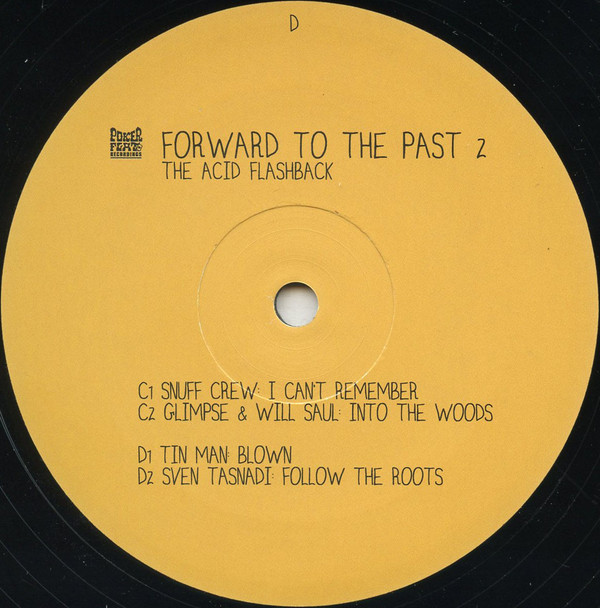 D
POKER
FLAT
RECORDINGS
FORWARD TO THE PAST 2
THE ACID FLASHBACK
C1 SNUFF CREW: I CAN'T REMEMBER
C2 GLIMPSE & WILL SAUL: INTO THE WOODS
D1 TIN MAN: BLOWN
D2 SVEN TASNADI: FOLLOW THE ROOTS